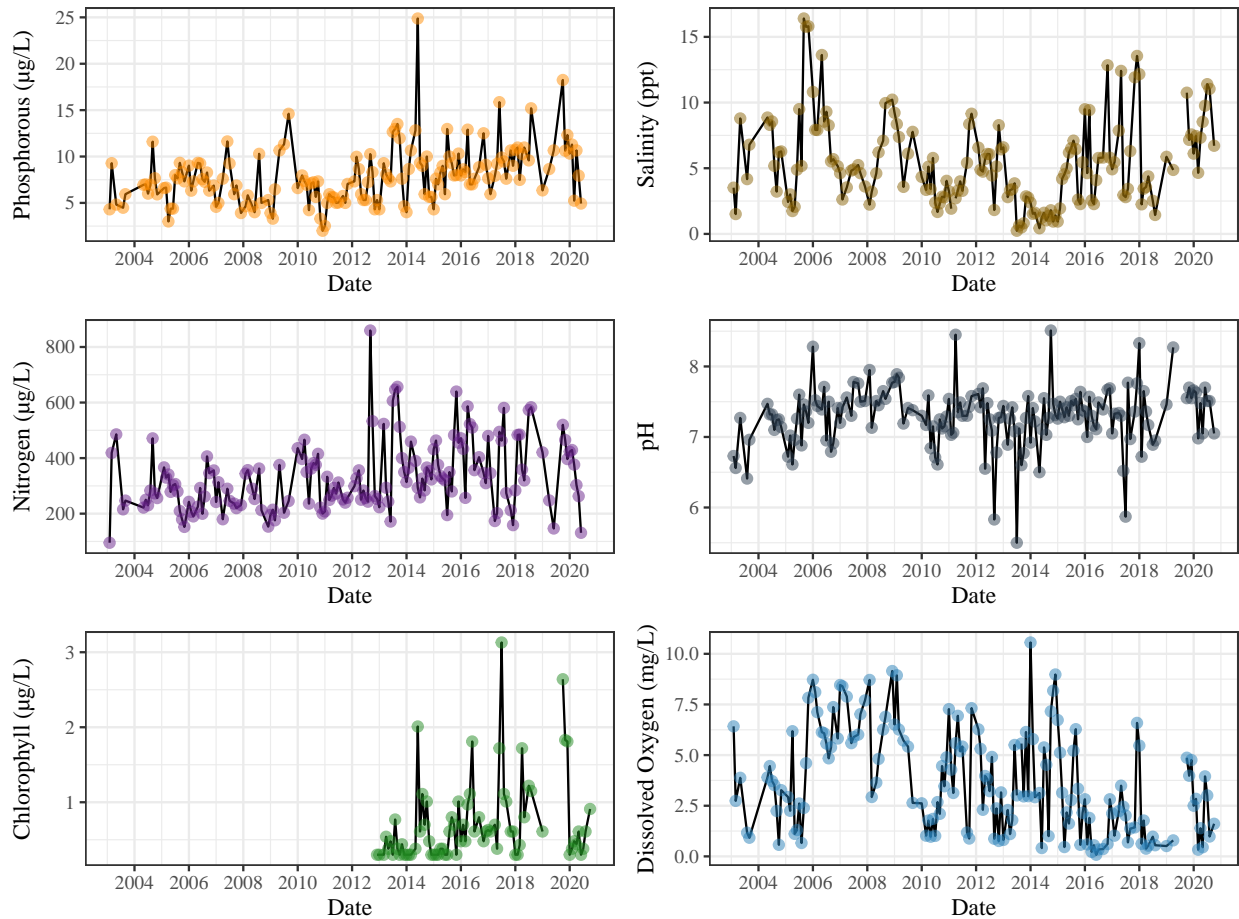 Phosphorous (μg/L)
25
20
15
10
5
2004 2006 2008 2010 2012 2014 2016 2018 2020
Date
Salinity (ppt)
15
10
5
0
2004 2006 2008 2010 2012 2014 2016 2018 2020
Date
Nitrogen (μg/L)
800
600
400
200
2004 2006 2008 2010 2012 2014 2016 2018 2020
Date
pH
8
7
6
2004 2006 2008 2010 2012 2014 2016 2018 2020
Date
Chlorophyll (μg/L)
3
2
1
2004 2006 2008 2010 2012 2014 2016 2018 2020
Date
Dissolved Oxygen (mg/L)
10.0
7.5
5.0
2.5
0.0
2004 2006 2008 2010 2012 2014 2016 2018 2020
Date